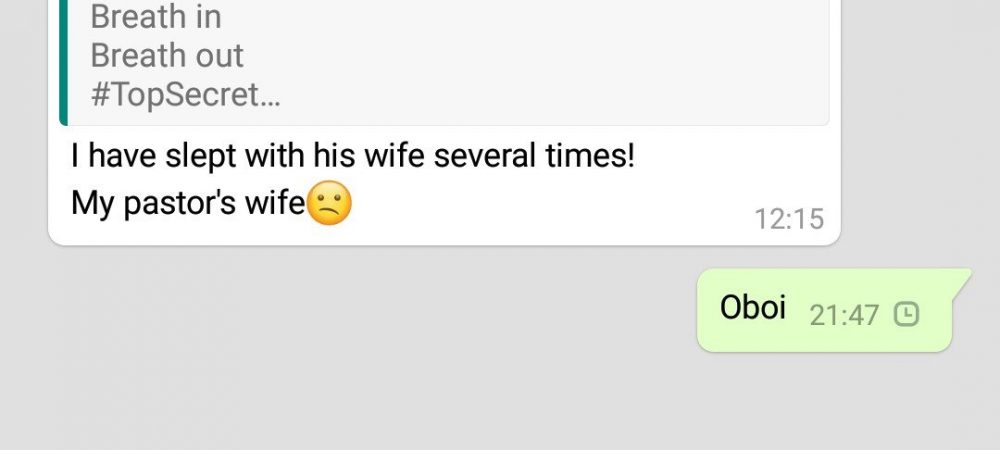 Breath in
Breath out
#TopSecret...
I have slept with his wife several times!
My pastor's wife😕
12:15
Oboi 21:47